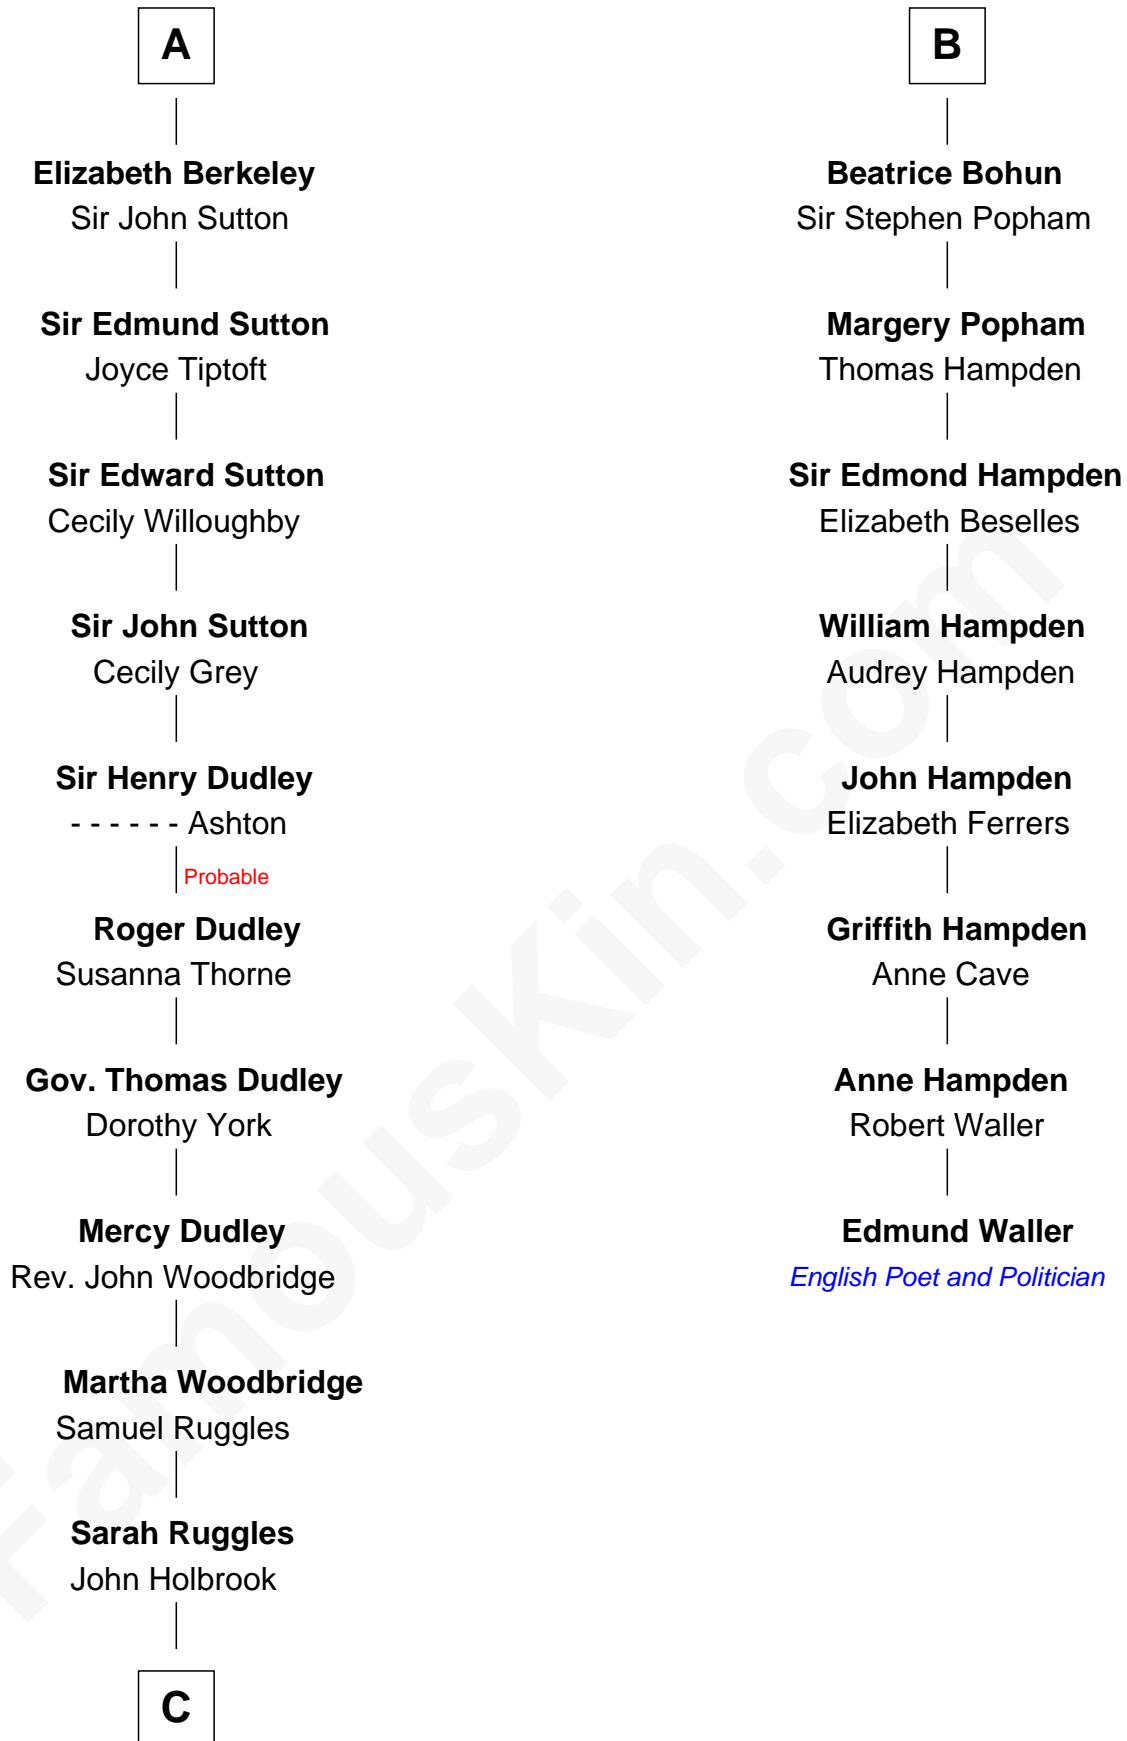 A
Elizabeth Berkeley
Sir John Sutton
Sir Edmund Sutton
Joyce Tiptoft
Sir Edward Sutton
Cecily Willoughby
Sir John Sutton
Cecily Grey
Sir Henry Dudley
- - - - - - Ashton
Probable
Roger Dudley
Susanna Thorne
Gov. Thomas Dudley
Dorothy York
Mercy Dudley
Rev. John Woodbridge
Martha Woodbridge
Samuel Ruggles
Sarah Ruggles
John Holbrook
C
B
Beatrice Bohun
Sir Stephen Popham
Margery Popham
Thomas Hampden
Sir Edmond Hampden
Elizabeth Beselles
William Hampden
Audrey Hampden
John Hampden
Elizabeth Ferrers
Griffith Hampden
Anne Cave
Anne Hampden
Robert Waller
Edmund Waller
English Poet and Politician
FamousKin.com